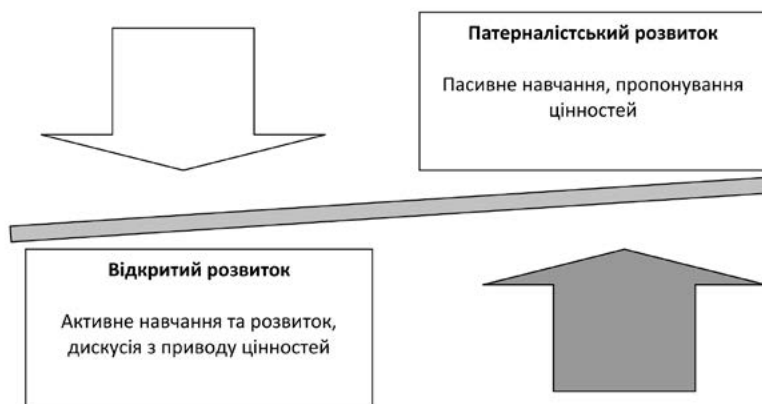 Патерналістський розвиток
Пасивне навчання, пропонування
цінностей
Відкритий розвиток
Активне навчання та розвиток,
дискусія з приводу цінностей